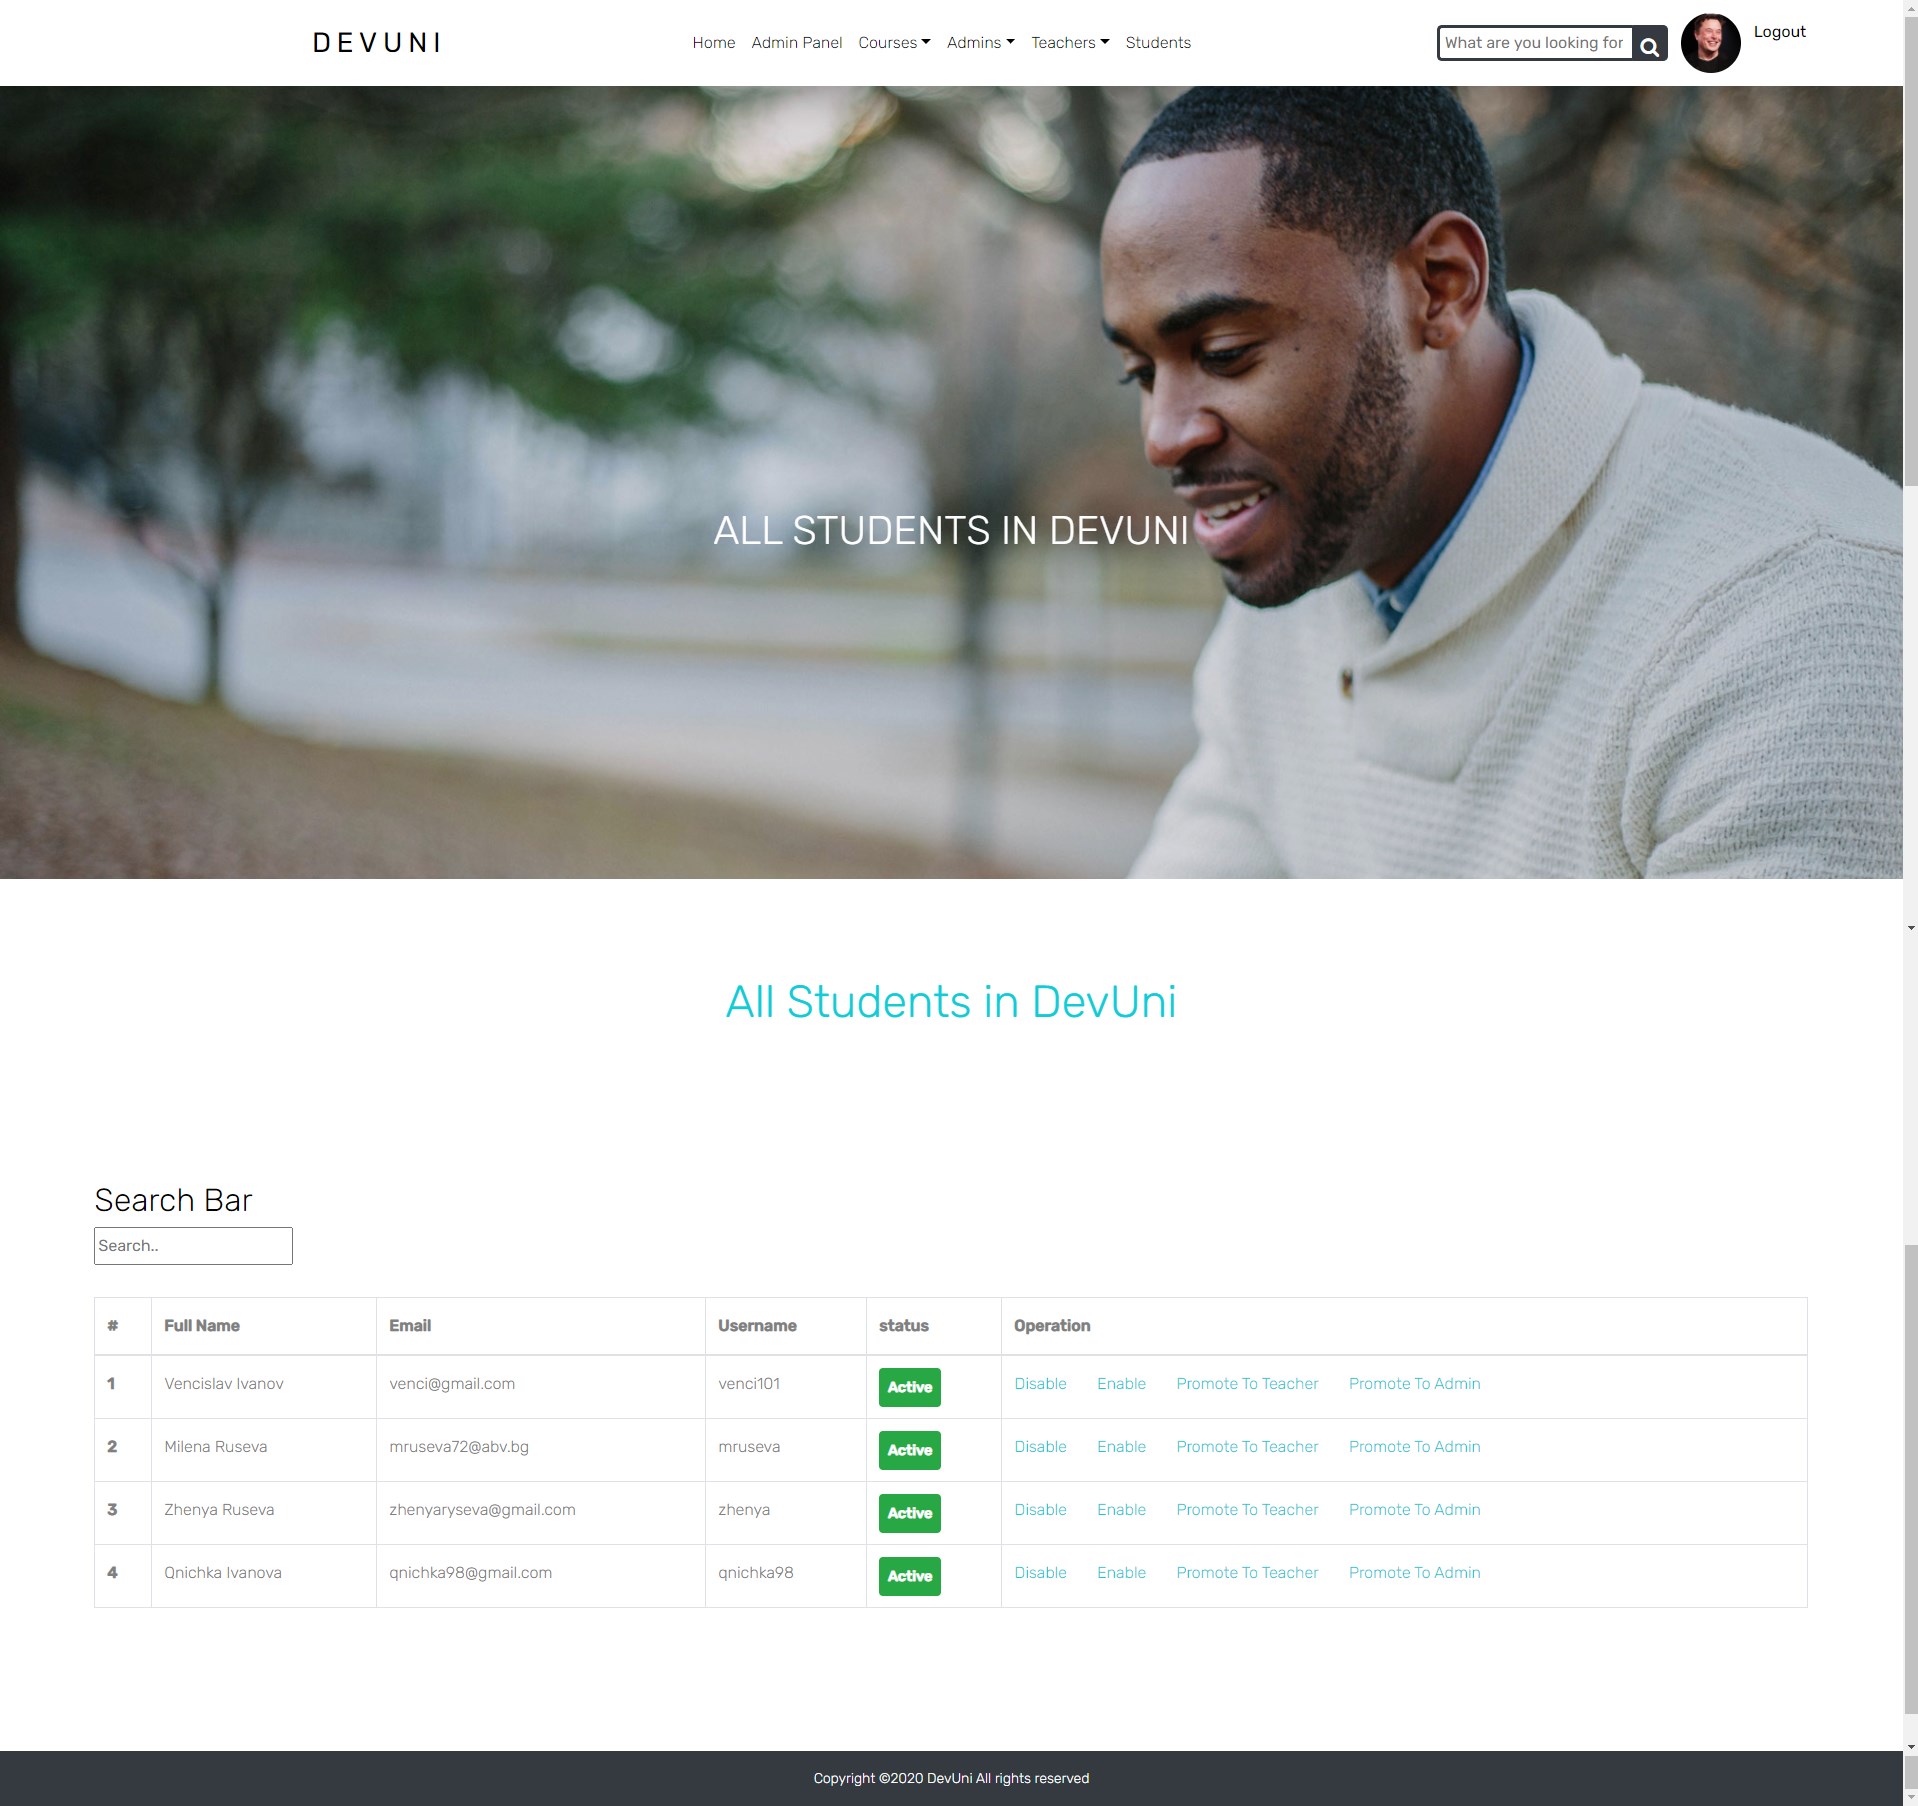 DEVUNI
Home Admin Panel Courses Admins Teachers Students
What are you looking for
Logout
ALL STUDENTS IN DEVUNI
All Students in DevUni
Search Bar
Search..
# Full Name Email Username status Operation
1 Vencislav Ivanov venci@gmail.com venci101 Active Disable Enable Promote To Teacher Promote To Admin
2 Milena Ruseva mruseva72@abv.bg mruseva Active Disable Enable Promote To Teacher Promote To Admin
3 Zhenya Ruseva zhenyaryseva@gmail.com zhenya Active Disable Enable Promote To Teacher Promote To Admin
4 Qnichka Ivanova qnichka98@gmail.com qnichka98 Active Disable Enable Promote To Teacher Promote To Admin
Copyright ©2020 DevUni All rights reserved